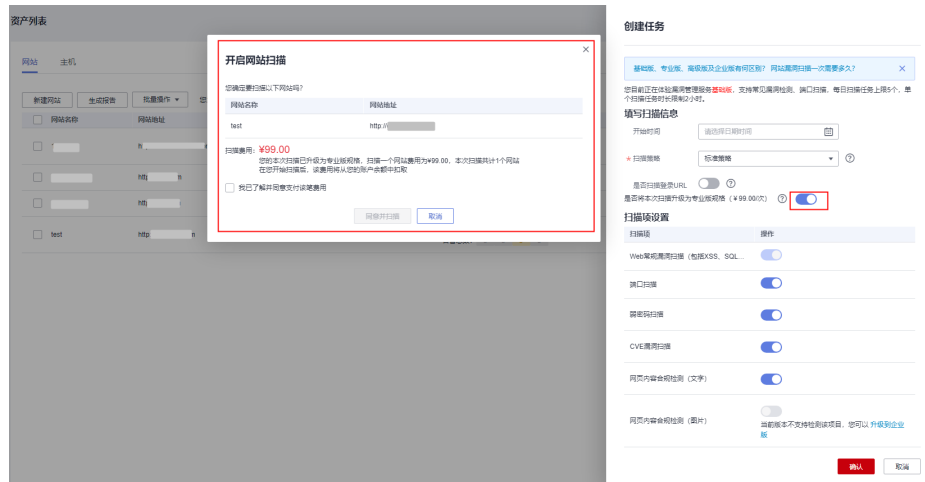 资产列表
网站 主机
新建网站 生成报告 批量操作
网站名称 网站地址
test http n
开启网站扫描
您确定要扫描以下网站吗?
网站名称 网站地址
test http://
扫描费用: ¥99.00
您的本次扫描已升级为专业版规格，扫描一个网站费用为¥99.00，本次扫描共计1个网站
在您开始扫描后，该费用将从您的账户余额中扣取
我已了解并同意支付该笔费用
同意并扫描 取消
创建任务
基础版、专业版、高级版及企业版有何区别? 网站漏洞扫描一次需要多久?
您目前正在体验漏洞管理服务基础版，支持常见漏洞检测、端口扫描，每日扫描任务上限5个，单
个扫描任务时长限制2小时。
填写扫描信息
开始时间 请选择日期时间
* 扫描策略 标准策略
是否扫描登录URL
是否将本次扫描升级为专业版规格（¥99.00/次）
扫描项设置
扫描项 操作
Web常规漏洞扫描（包括XSS、SQL...
端口扫描
弱密码扫描
CVE漏洞扫描
网页内容合规检测（文字）
网页内容合规检测（图片）
当前版本不支持检测该项目，您可以 升级到企业
版
确认 取消